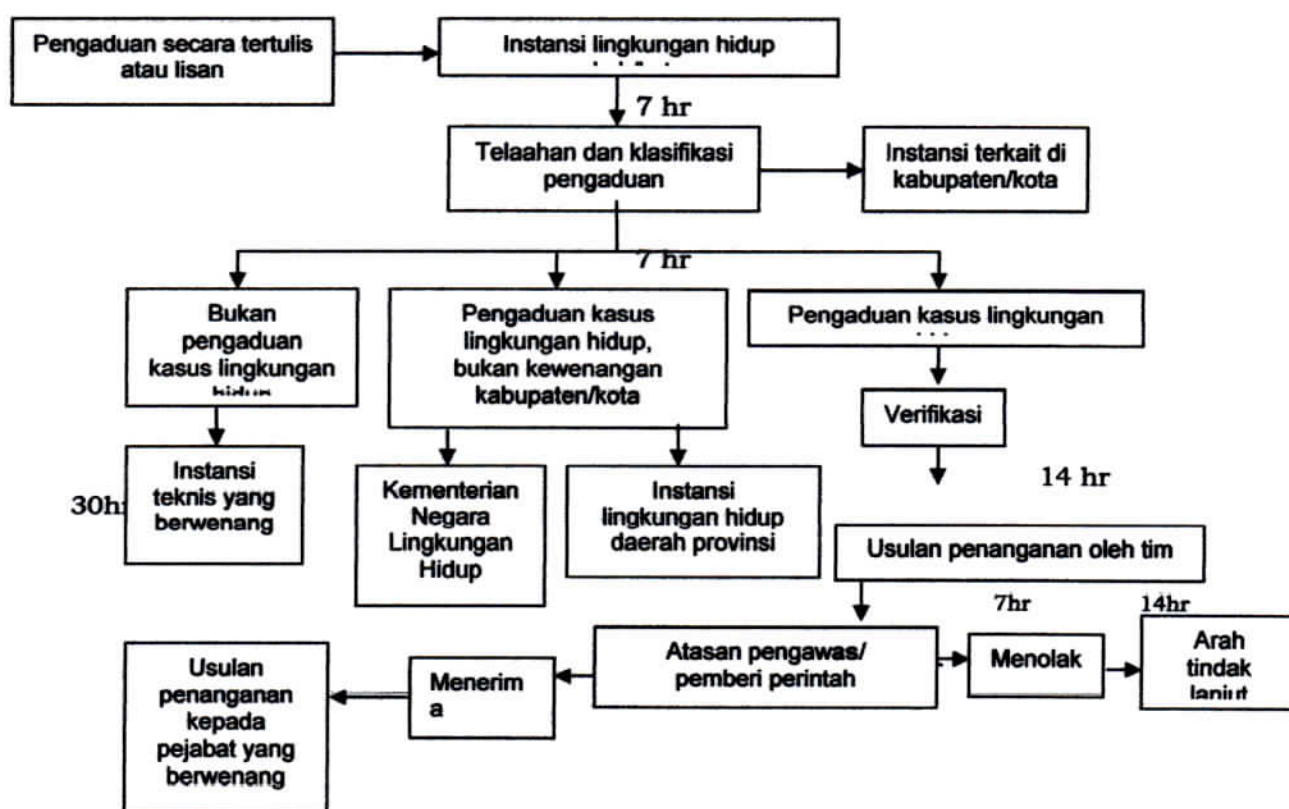 Pengaduan secara tertulis
atau lisan
Instansi lingkungan hidup
7 hr
Telaahan dan klasifikasi
pengaduan
Instansi terkait di
kabupaten/kota
7 hr
Bukan
pengaduan
kasus lingkungan
Pengaduan kasus
lingkungan hidup,
bukan kewenangan
kabupaten/kota
Pengaduan kasus lingkungan
Verifikasi
14 hr
30hr
Instansi
teknis yang
berwenang
Kementerian
Negara
Lingkungan
Hidup
Instansi
lingkungan hidup
daerah provinsi
Usulan penanganan oleh tim
7hr
14hr
Atasan pengawas/
pemberi perintah
Menolak
Arah
tindak
lanjut
Menerim
a
Usulan
penanganan
kepada
pejabat yang
berwenang